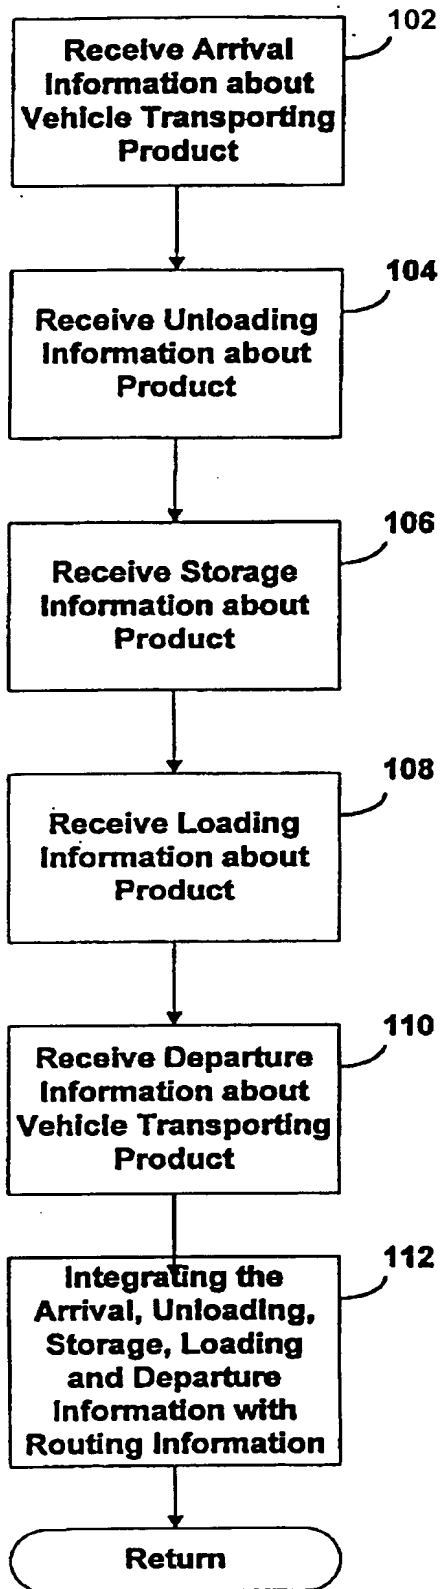 102
Receive Arrival
Information about
Vehicle Transporting
Product
104
Receive Unloading
Information about
Product
106
Receive Storage
Information about
Product
108
Receive Loading
Information about
Product
110
Receive Departure
Information about
Vehicle Transporting
Product
112
Integrating the
Arrival, Unloading,
Storage, Loading
and Departure
Information with
Routing Information
Return